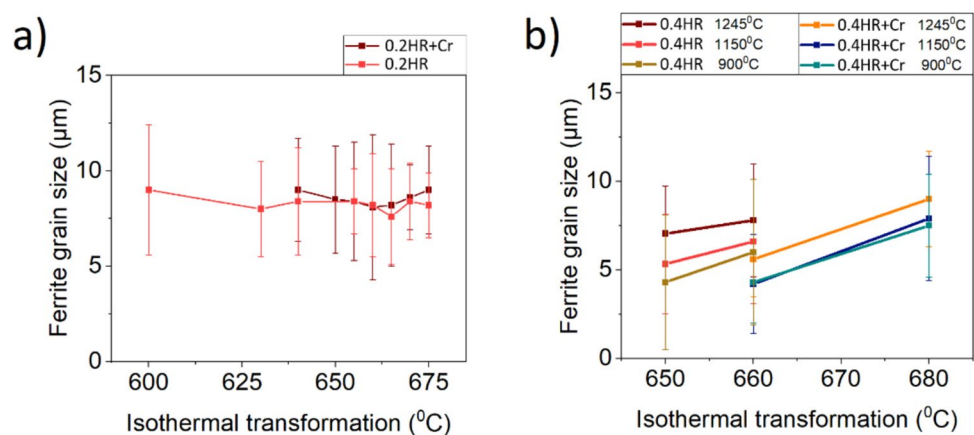 a)
0.2HR+Cr
0.2HR
15
10
5
0
Ferrite grain size (µm)
600 625 650 675
Isothermal transformation (⁰C)
b)
0.4HR 1245⁰C
0.4HR 1150⁰C
0.4HR 900⁰C
0.4HR+Cr 1245⁰C
0.4HR+Cr 1150⁰C
0.4HR+Cr 900⁰C
15
10
5
0
Ferrite grain size (µm)
650 660 670 680
Isothermal transformation (⁰C)